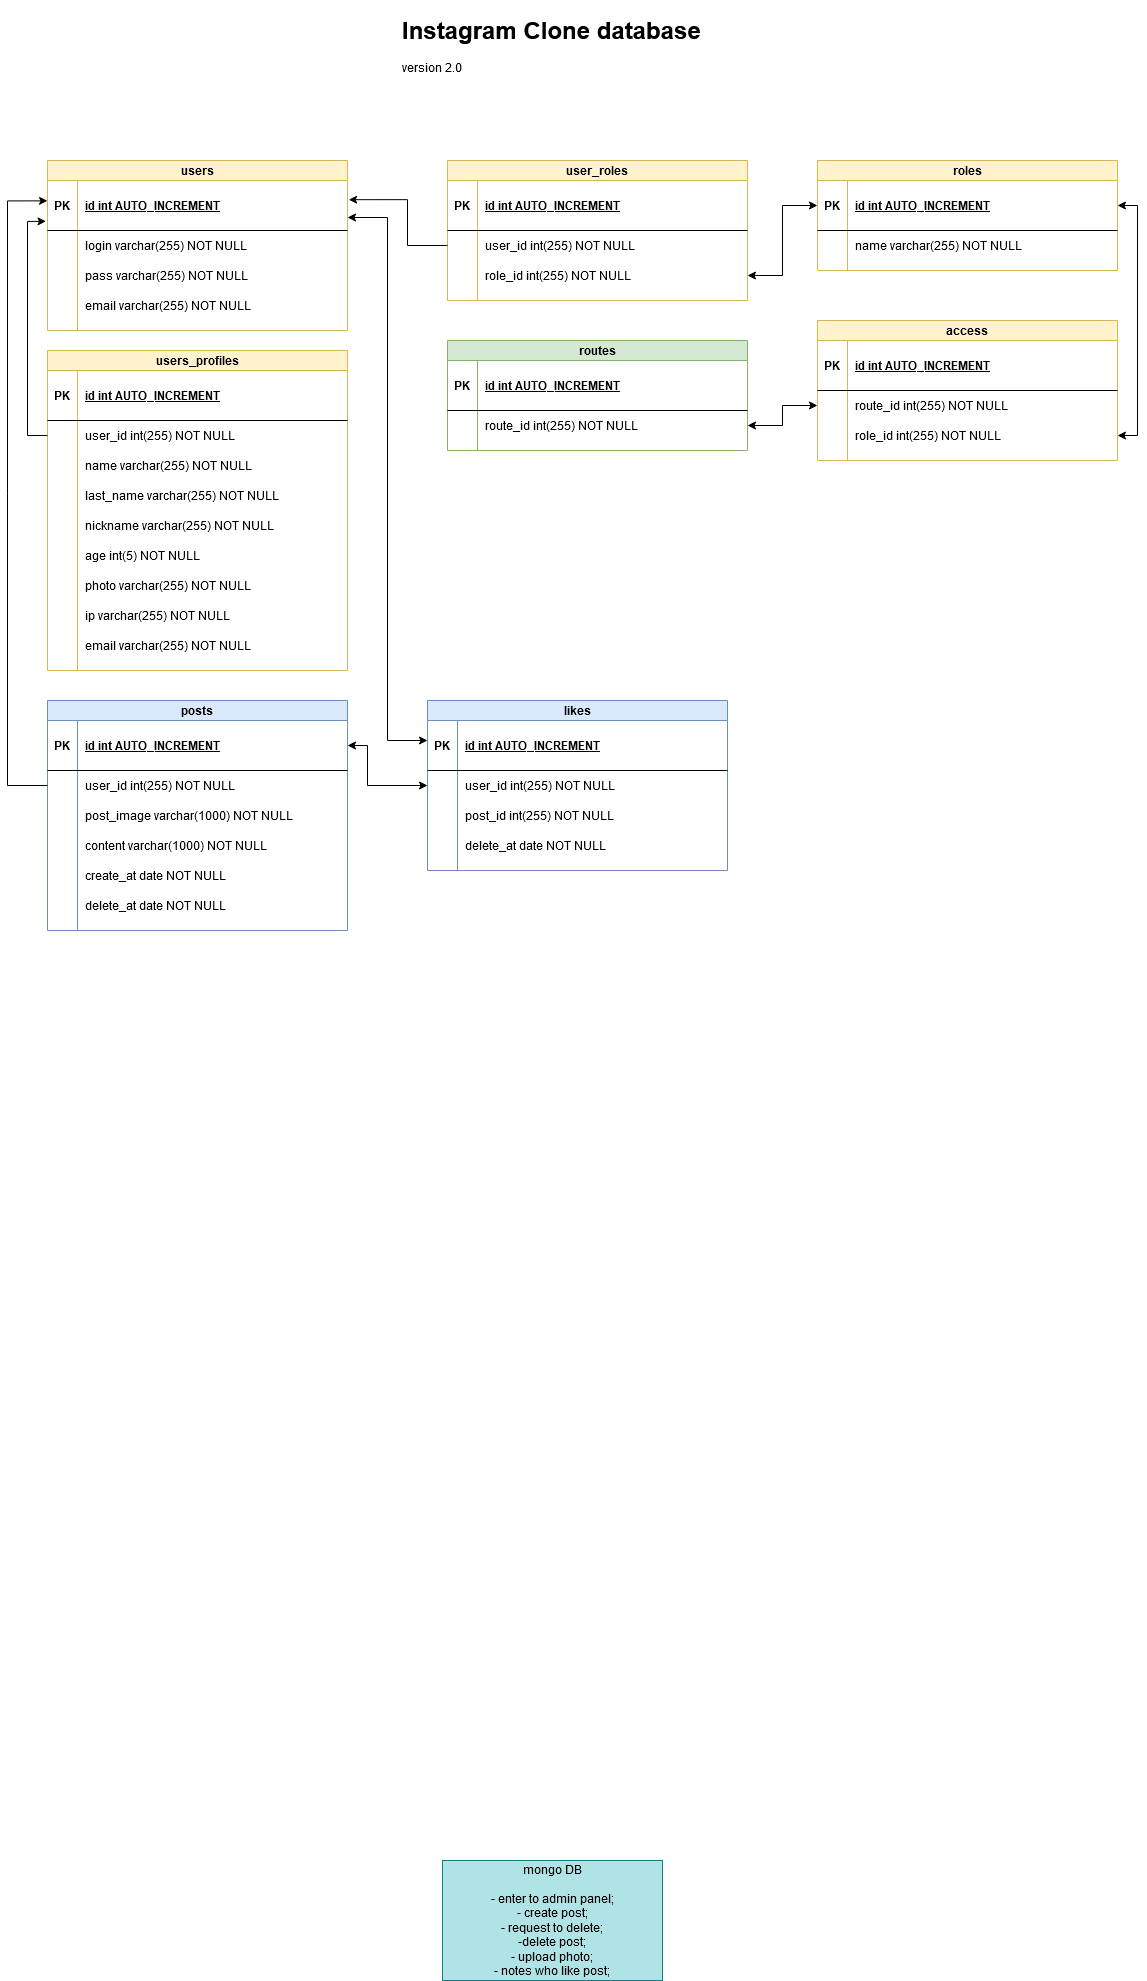 Instagram Clone database
version 2.0
users
PK
id int AUTO_INCREMENT
login varchar(255) NOT NULL
pass varchar(255) NOT NULL
email varchar(255) NOT NULL
user_roles
PK
id int AUTO_INCREMENT
user_id int(255) NOT NULL
role_id int(255) NOT NULL
roles
PK
id int AUTO_INCREMENT
name varchar(255) NOT NULL
users_profiles
PK
id int AUTO_INCREMENT
user_id int(255) NOT NULL
name varchar(255) NOT NULL
last_name varchar(255) NOT NULL
nickname varchar(255) NOT NULL
age int(5) NOT NULL
photo varchar(255) NOT NULL
ip varchar(255) NOT NULL
email varchar(255) NOT NULL
routes
PK
id int AUTO_INCREMENT
route_id int(255) NOT NULL
access
PK
id int AUTO_INCREMENT
route_id int(255) NOT NULL
role_id int(255) NOT NULL
posts
PK
id int AUTO_INCREMENT
user_id int(255) NOT NULL
post_image varchar(1000) NOT NULL
content varchar(1000) NOT NULL
create_at date NOT NULL
delete_at date NOT NULL
likes
PK
id int AUTO_INCREMENT
user_id int(255) NOT NULL
post_id int(255) NOT NULL
delete_at date NOT NULL
mongo DB
- enter to admin panel;
- create post;
- request to delete;
-delete post;
- upload photo;
- notes who like post;